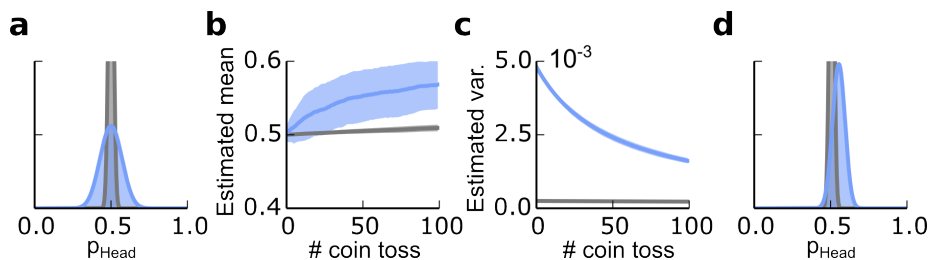 a
0.0 0.5 1.0
pHead
b
Estimated mean
0.6
0.5
0.4
0 50 100
# coin toss
c
Estimated var.
5.0 10-3
2.5
0.0
0 50 100
# coin toss
d
0.0 0.5 1.0
pHead